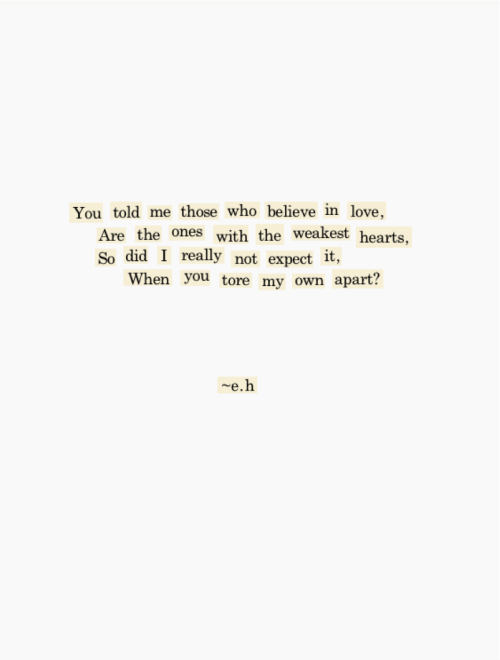 You told me those who believe in love,
Are the ones with the weakest hearts,
So did I really not expect it,
When you tore my own apart?
~e.h